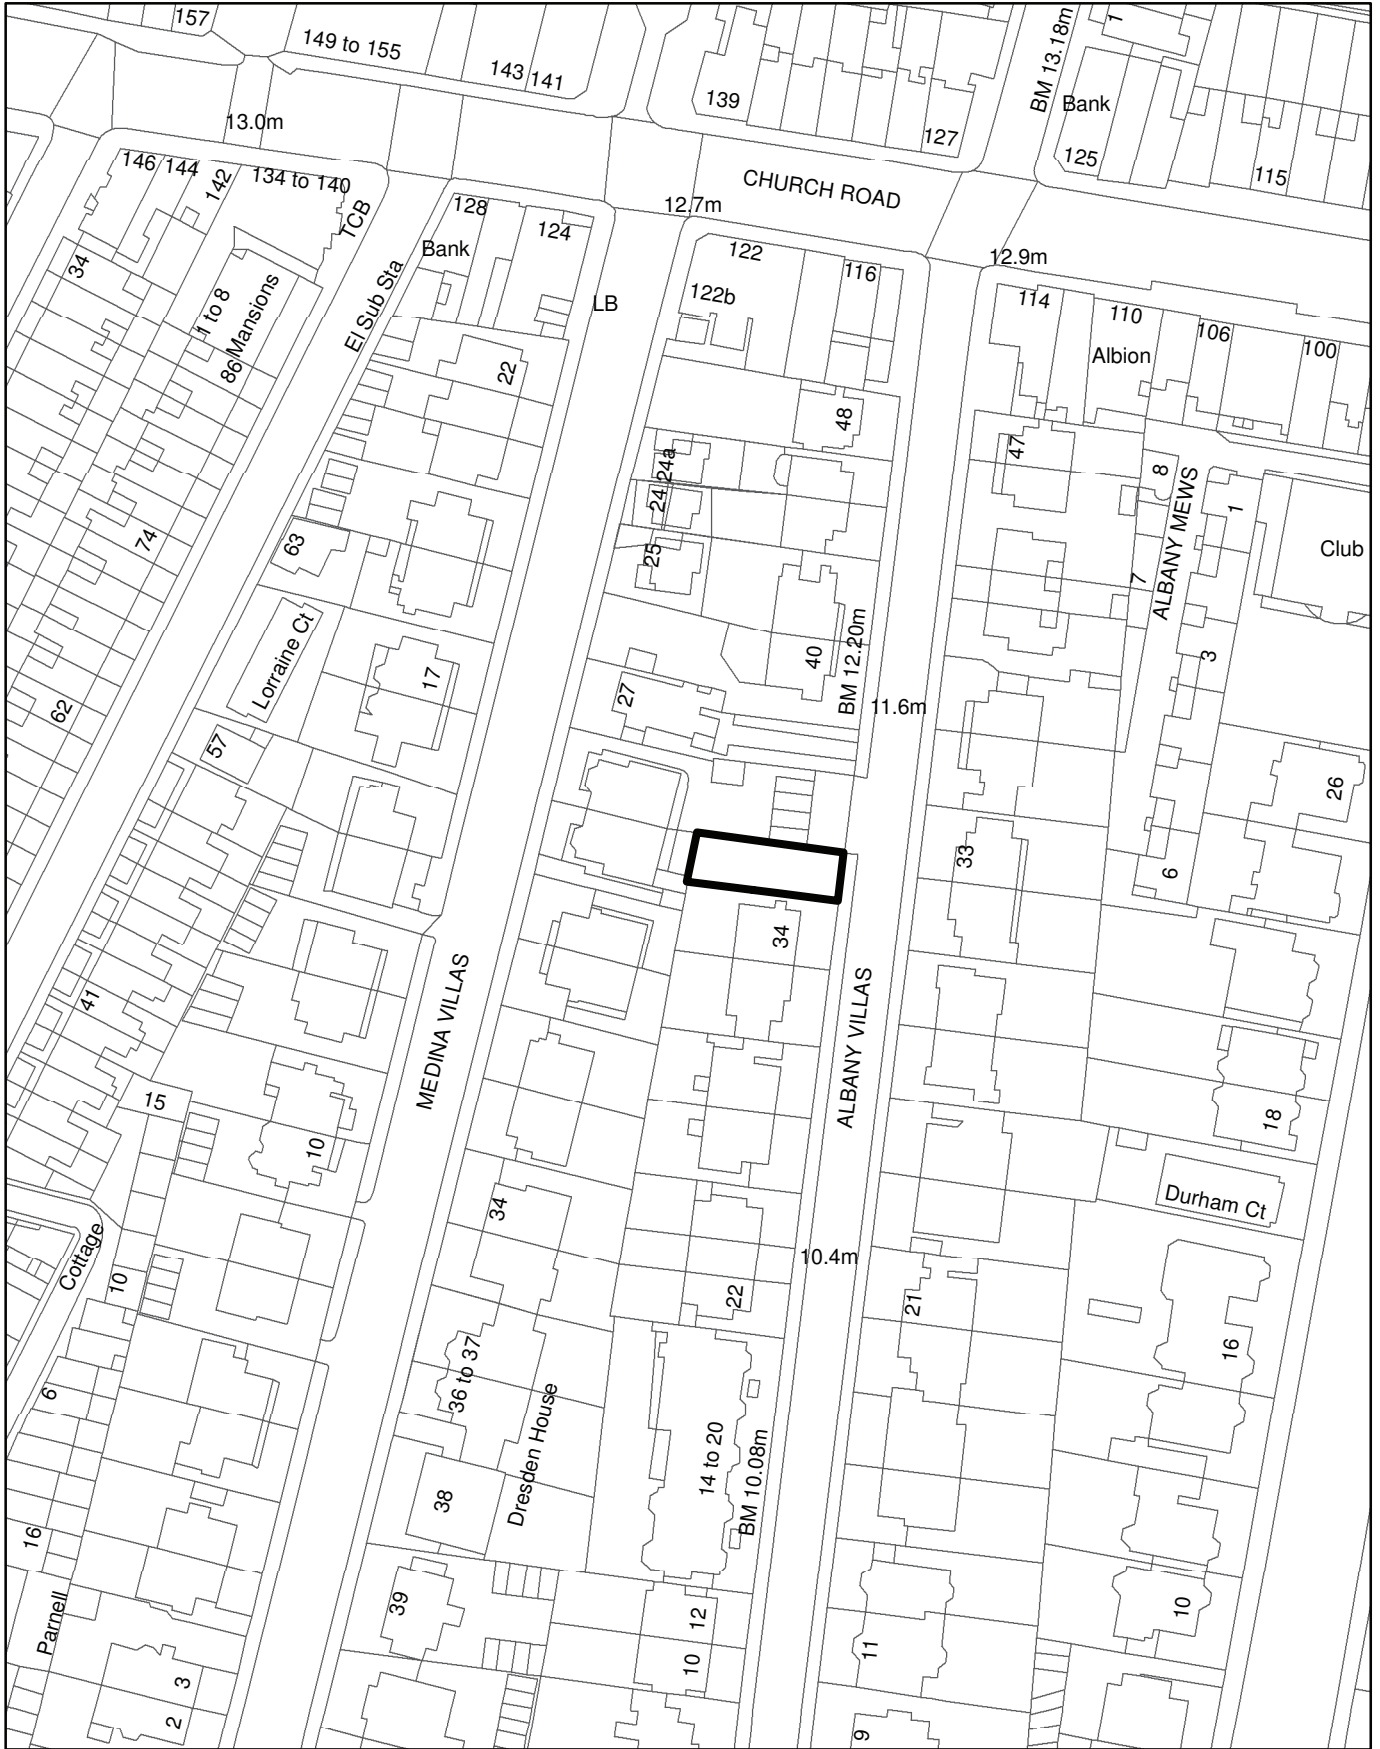 157
149 to 155
143
141
139
127
BM 13.18m
1
Bank
125
115
13.0m
146
144
142
134 to 140
TCB
CHURCH ROAD
12.7m
12.9m
128
Bank
124
LB
El Sub Sta
34
1 to 8
Mansions
86
122
122b
116
114
110
Albion
106
100
22
48
47
24a
24
25
8
ALBANY MEWS
1
Club
7
3
74
63
Lorraine Ct
17
62
57
40
BM 12.20m
11.6m
27
26
33
6
34
41
MEDINA VILLAS
ALBANY VILLAS
15
10
18
Durham Ct
34
10.4m
22
21
Cottage
10
16
36 to 37
Dresden House
14 to 20
BM 10.08m
6
38
16
Parnell
39
12
10
11
10
3
2
9